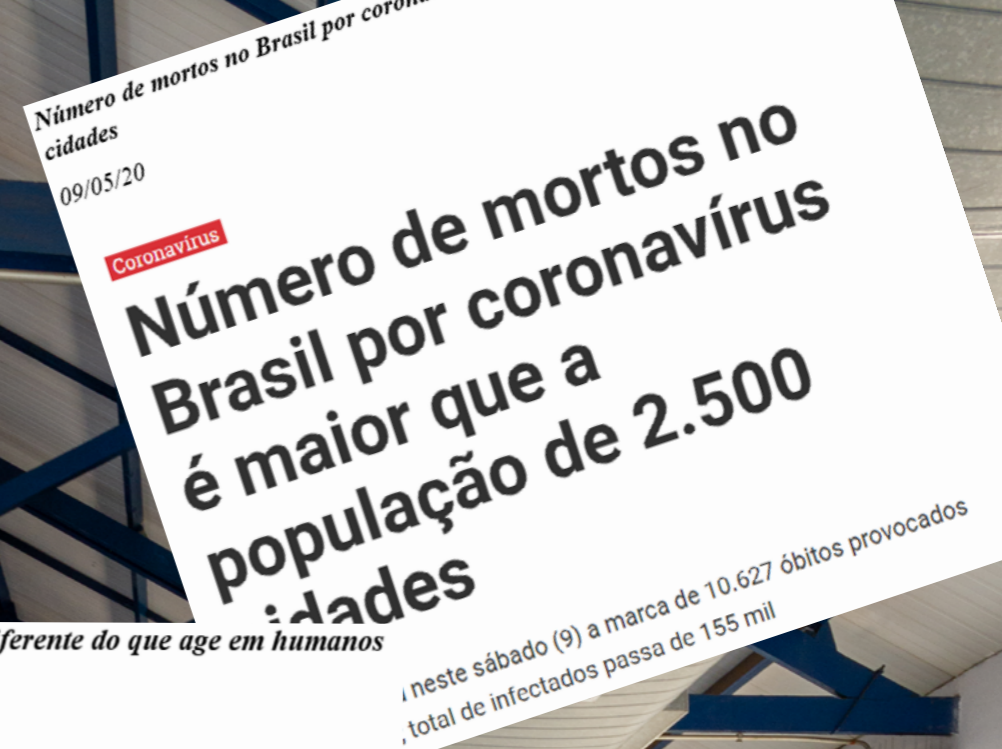 Número de mortos no Brasil por
cidades
09/05/20
Coronavírus
Número de mortos no
Brasil por coronavírus
é maior que a
população de 2.500
cidades
neste sábado (9) a marca de 10.627 óbitos provocados
, total de infectados passa de 155 mil
do que age em humanos